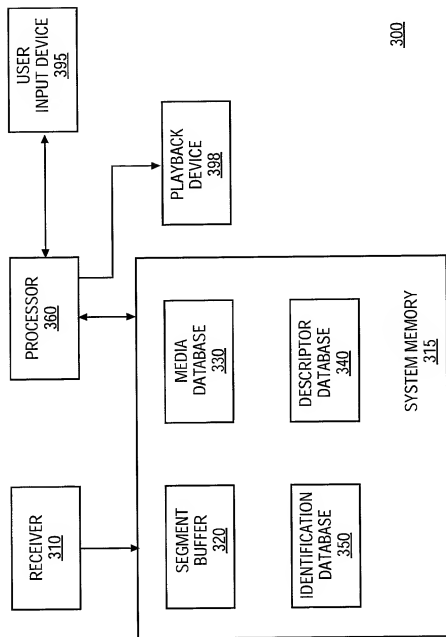 RECEIVER
310
PROCESSOR
360
USER
INPUT DEVICE
395
PLAYBACK
DEVICE
398
SEGMENT
BUFFER
320
MEDIA
DATABASE
330
IDENTIFICATION
DATABASE
350
DESCRIPTOR
DATABASE
340
SYSTEM MEMORY
315
300